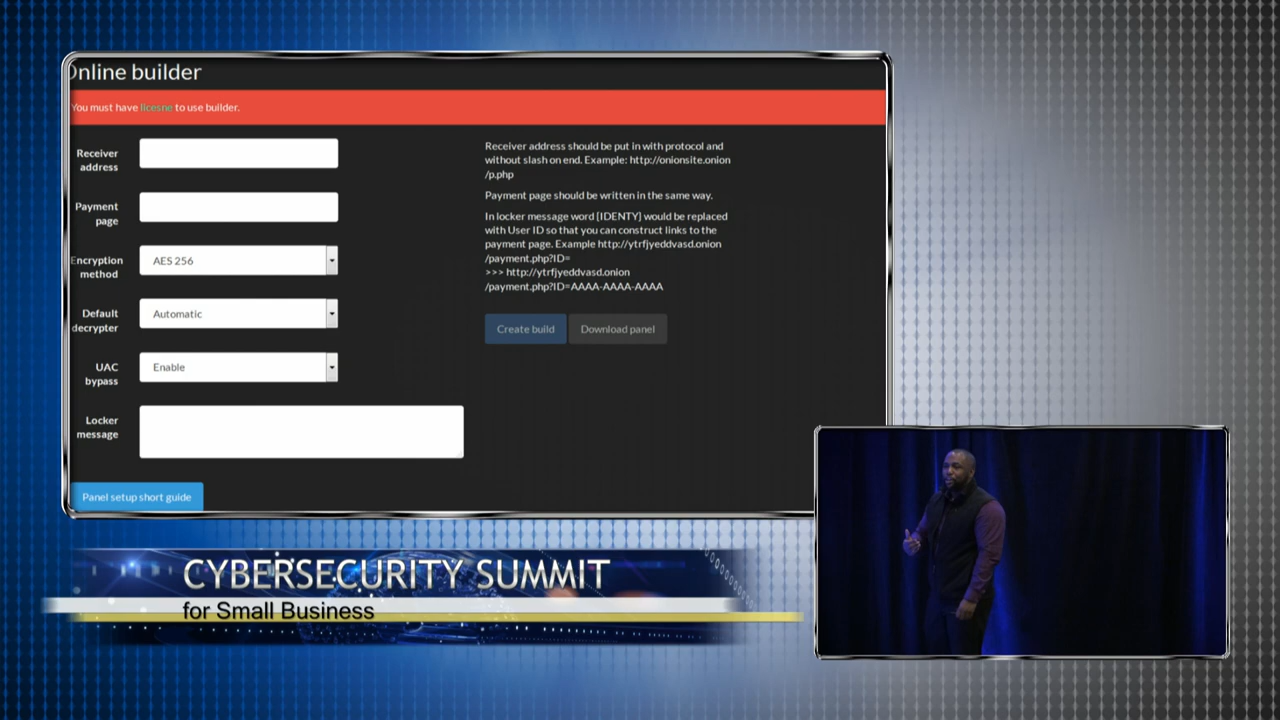 Online builder
You must have licesne to use builder.
Receiver
address
Payment
page
Encryption
method
AES 256
Default
decrypter
Automatic
UAC
bypass
Enable
Locker
message
Panel setup short guide
Receiver address should be put in with protocol and
without slash on end. Example: http://onionsite.onion
/p.php
Payment page should be written in the same way.
In locker message word [IDENTY] would be replaced
with User ID so that you can construct links to the
payment page. Example http://ytrfjyeddvasd.onion
/payment.php?ID=
>>> http://ytrfjyeddvasd.onion
/payment.php?ID=AAAA-AAAA-AAAA
Create build
Download panel
CYBERSECURITY SUMMIT
for Small Business